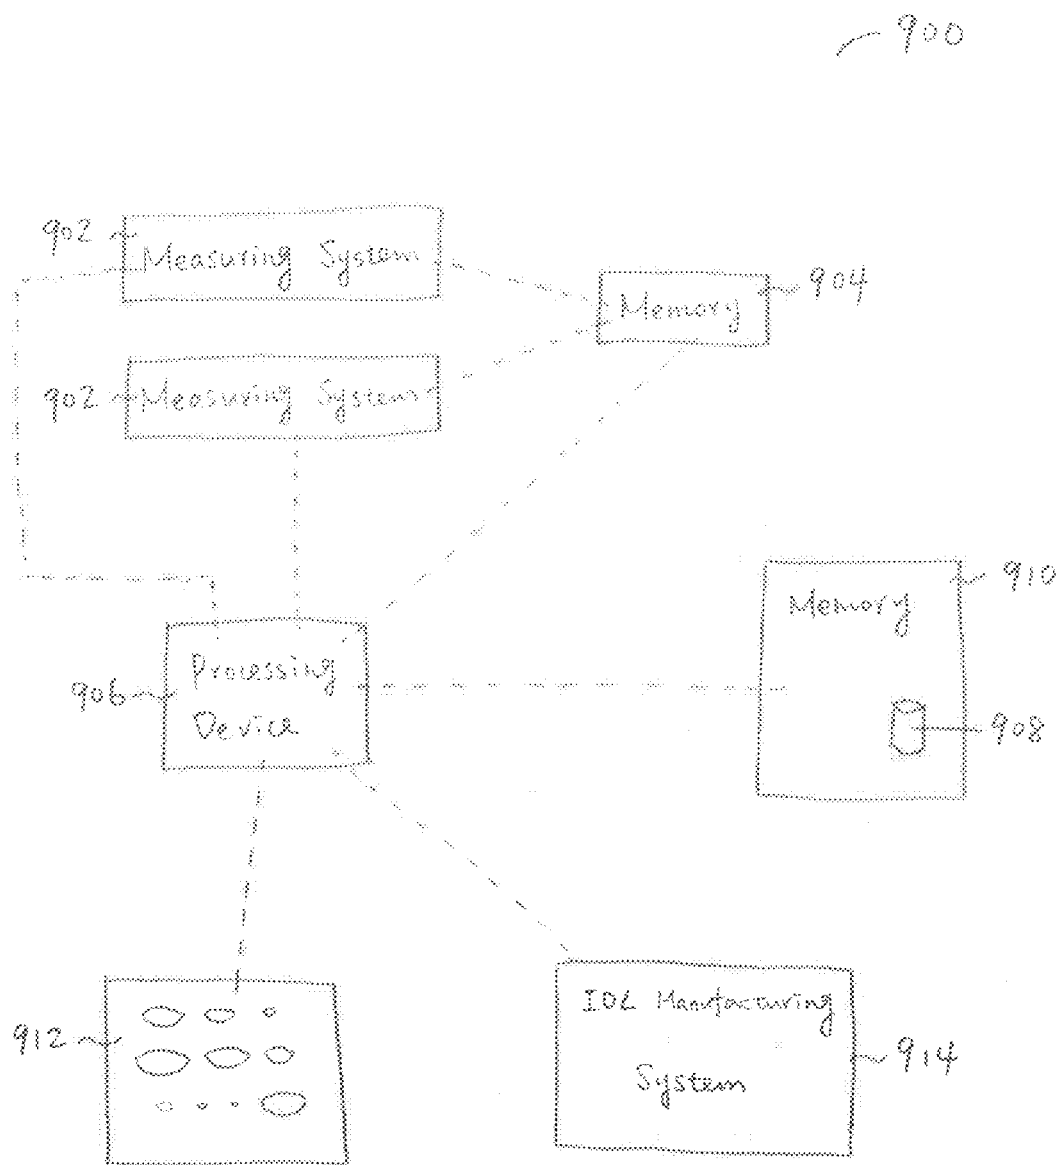 900
902
Measuring System
Memory
904
902
Measuring System
910
Memory
906
Processing
Device
908
912
IOL Manufacturing
System
914